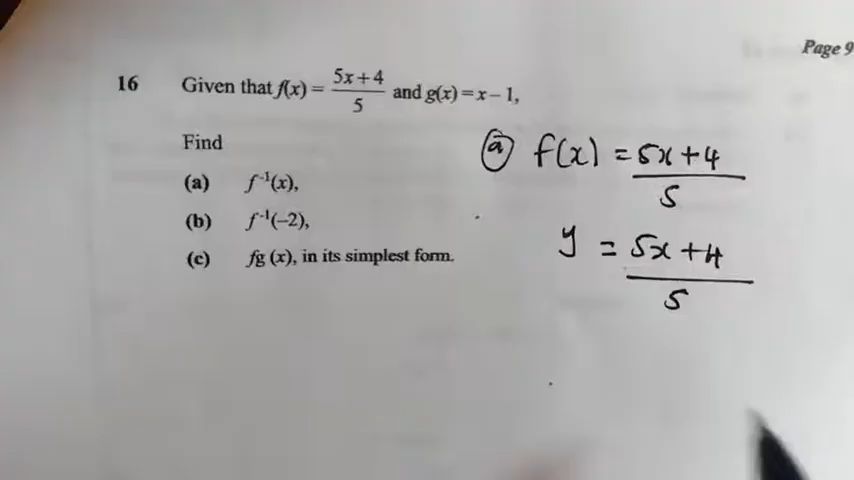 Page 9
16 Given that f(x) = (5x+4)/5 and g(x) = x – 1,
Find
(a) f⁻¹(x),
(b) f⁻¹(–2),
(c) fg (x), in its simplest form.
(a) f(x) = (5x+4)/5
y = (5x+4)/5